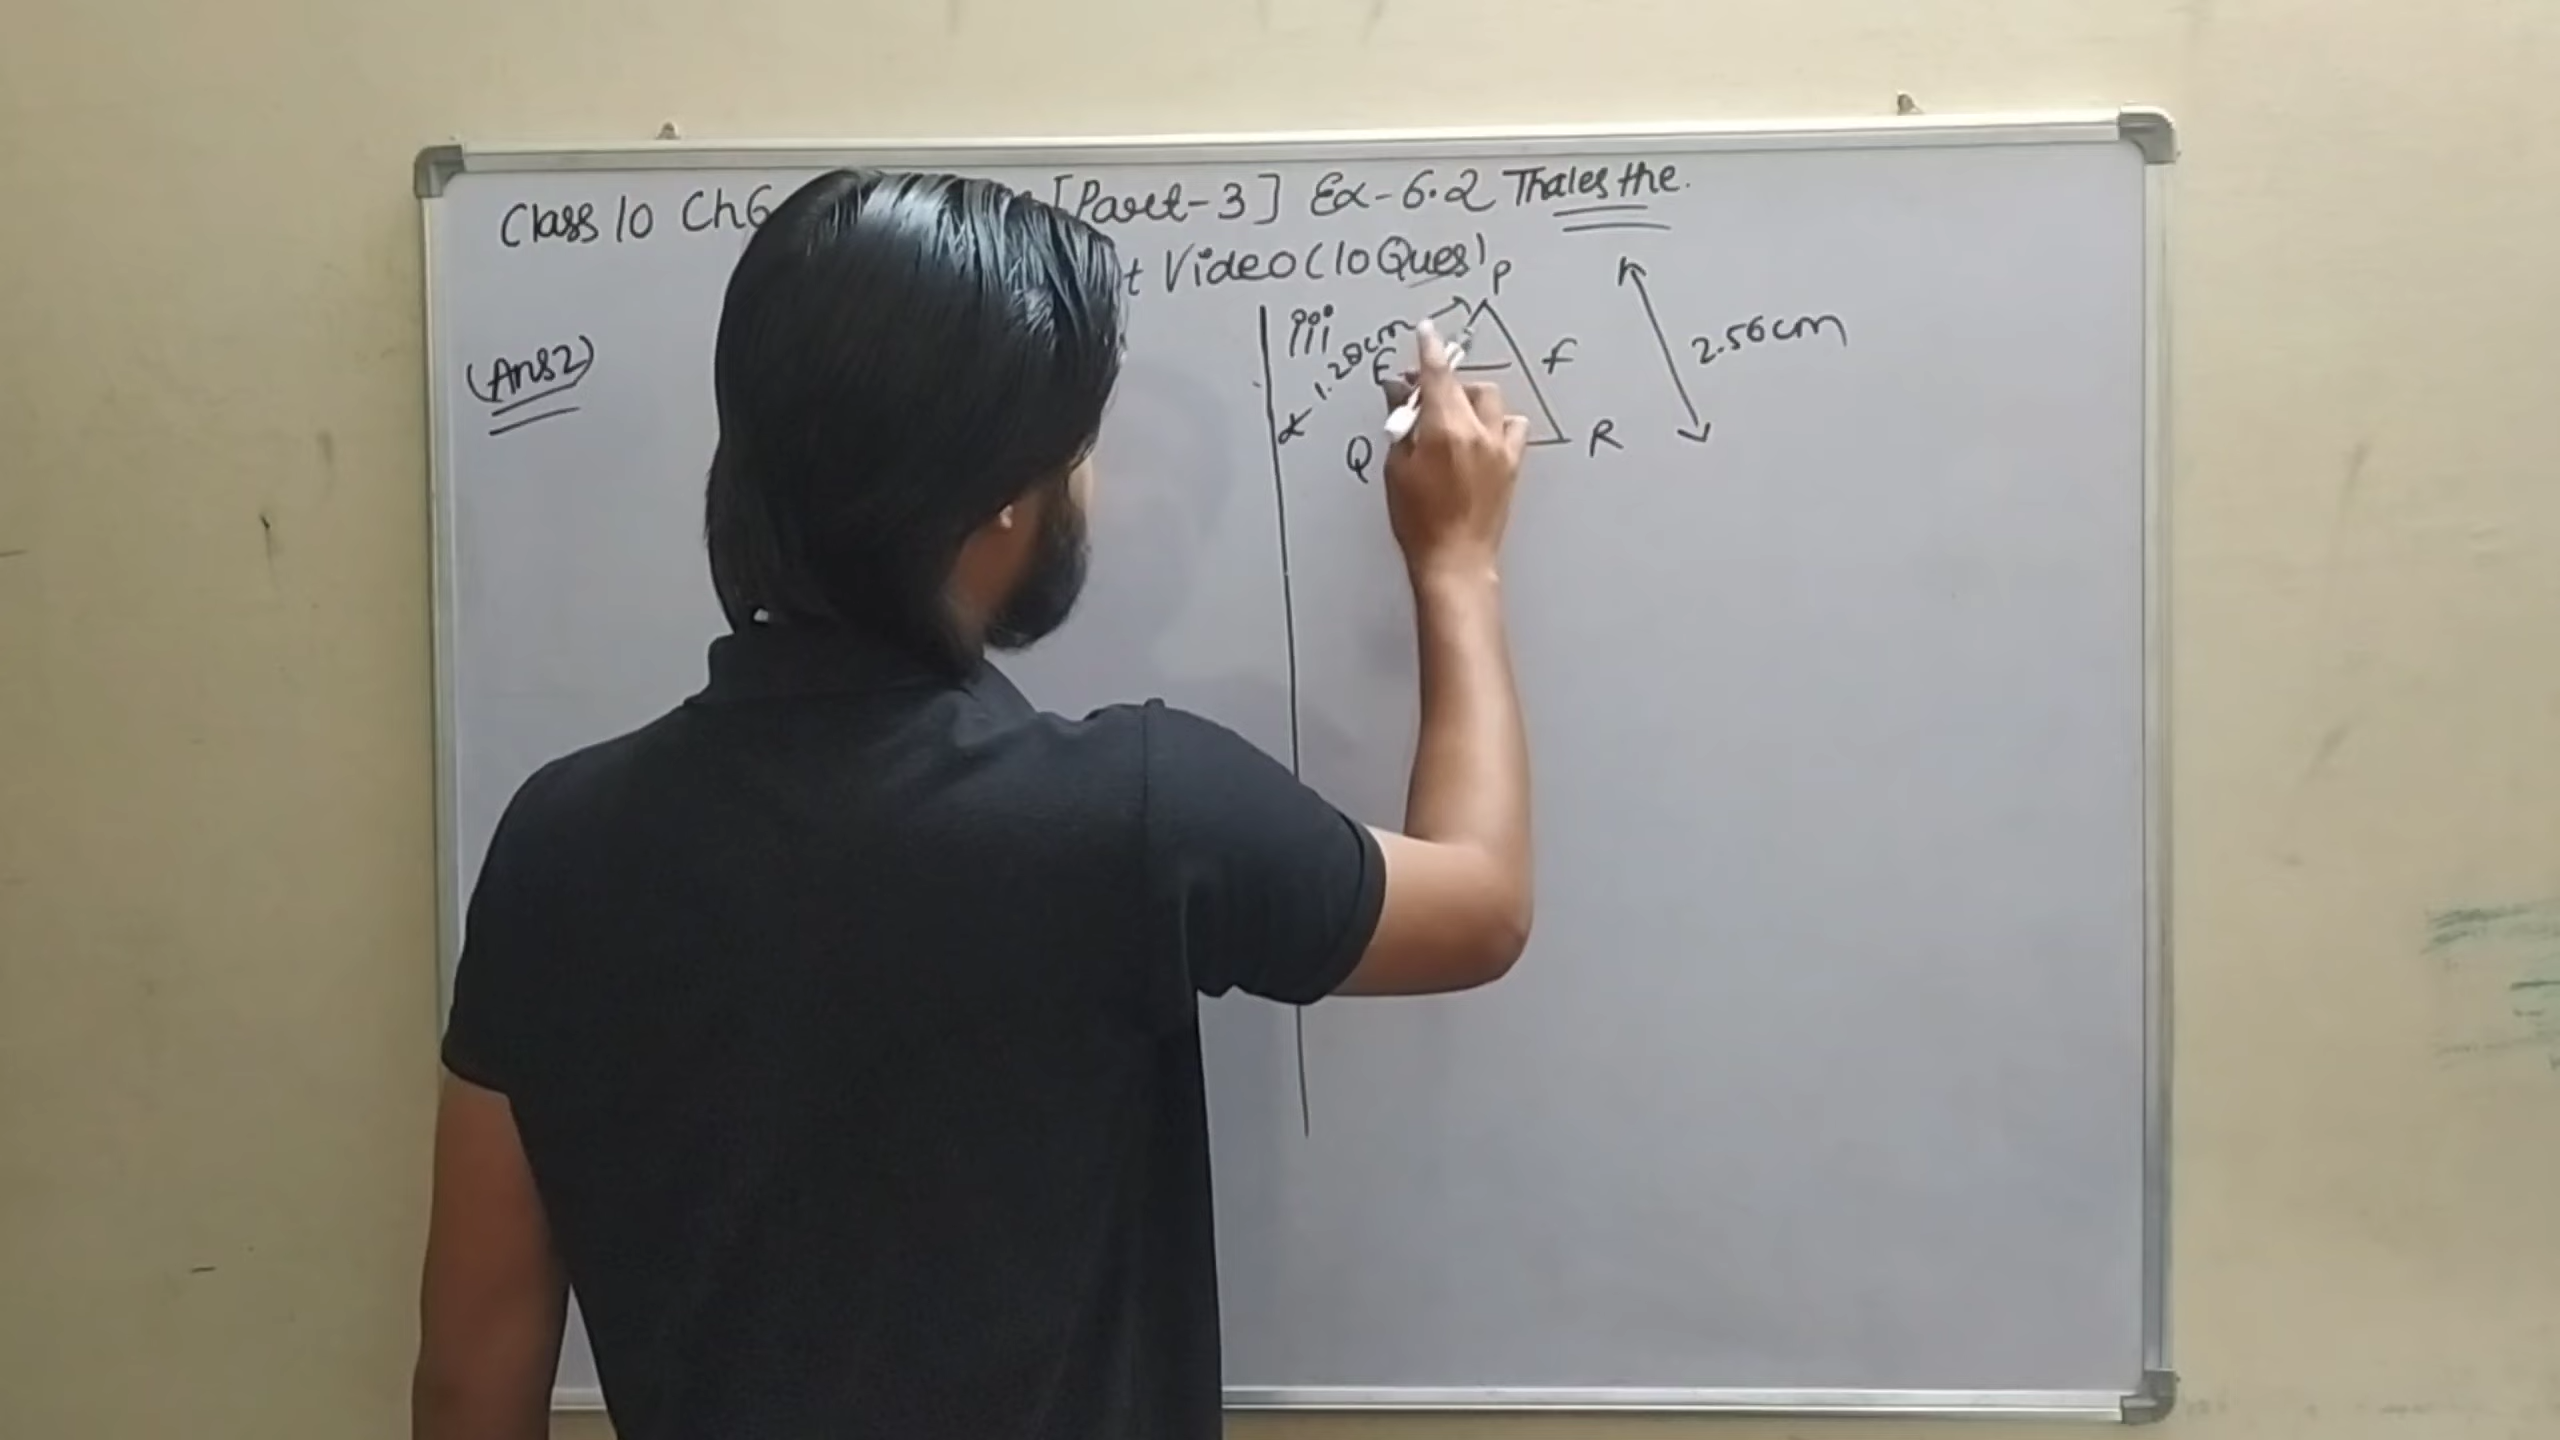 Class 10 Ch6 [Part-3] Ex-6.2 Thales the.
t Video (10 Ques)
(Ans2)
iii
P
1.28cm
E
F
2.56cm
Q
R